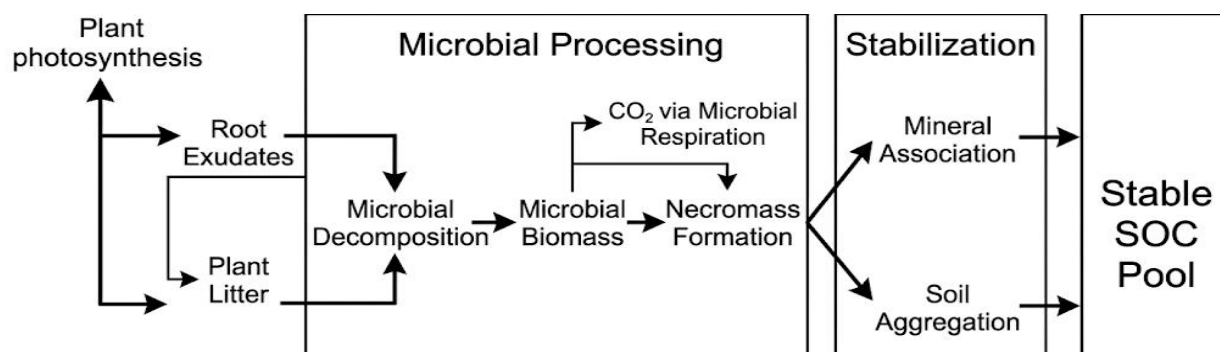 Plant
photosynthesis
Root
Exudates
Plant
Litter
Microbial Processing
CO₂ via Microbial
Respiration
Microbial
Decomposition
Microbial
Biomass
Necromass
Formation
Stabilization
Mineral
Association
Soil
Aggregation
Stable
SOC
Pool